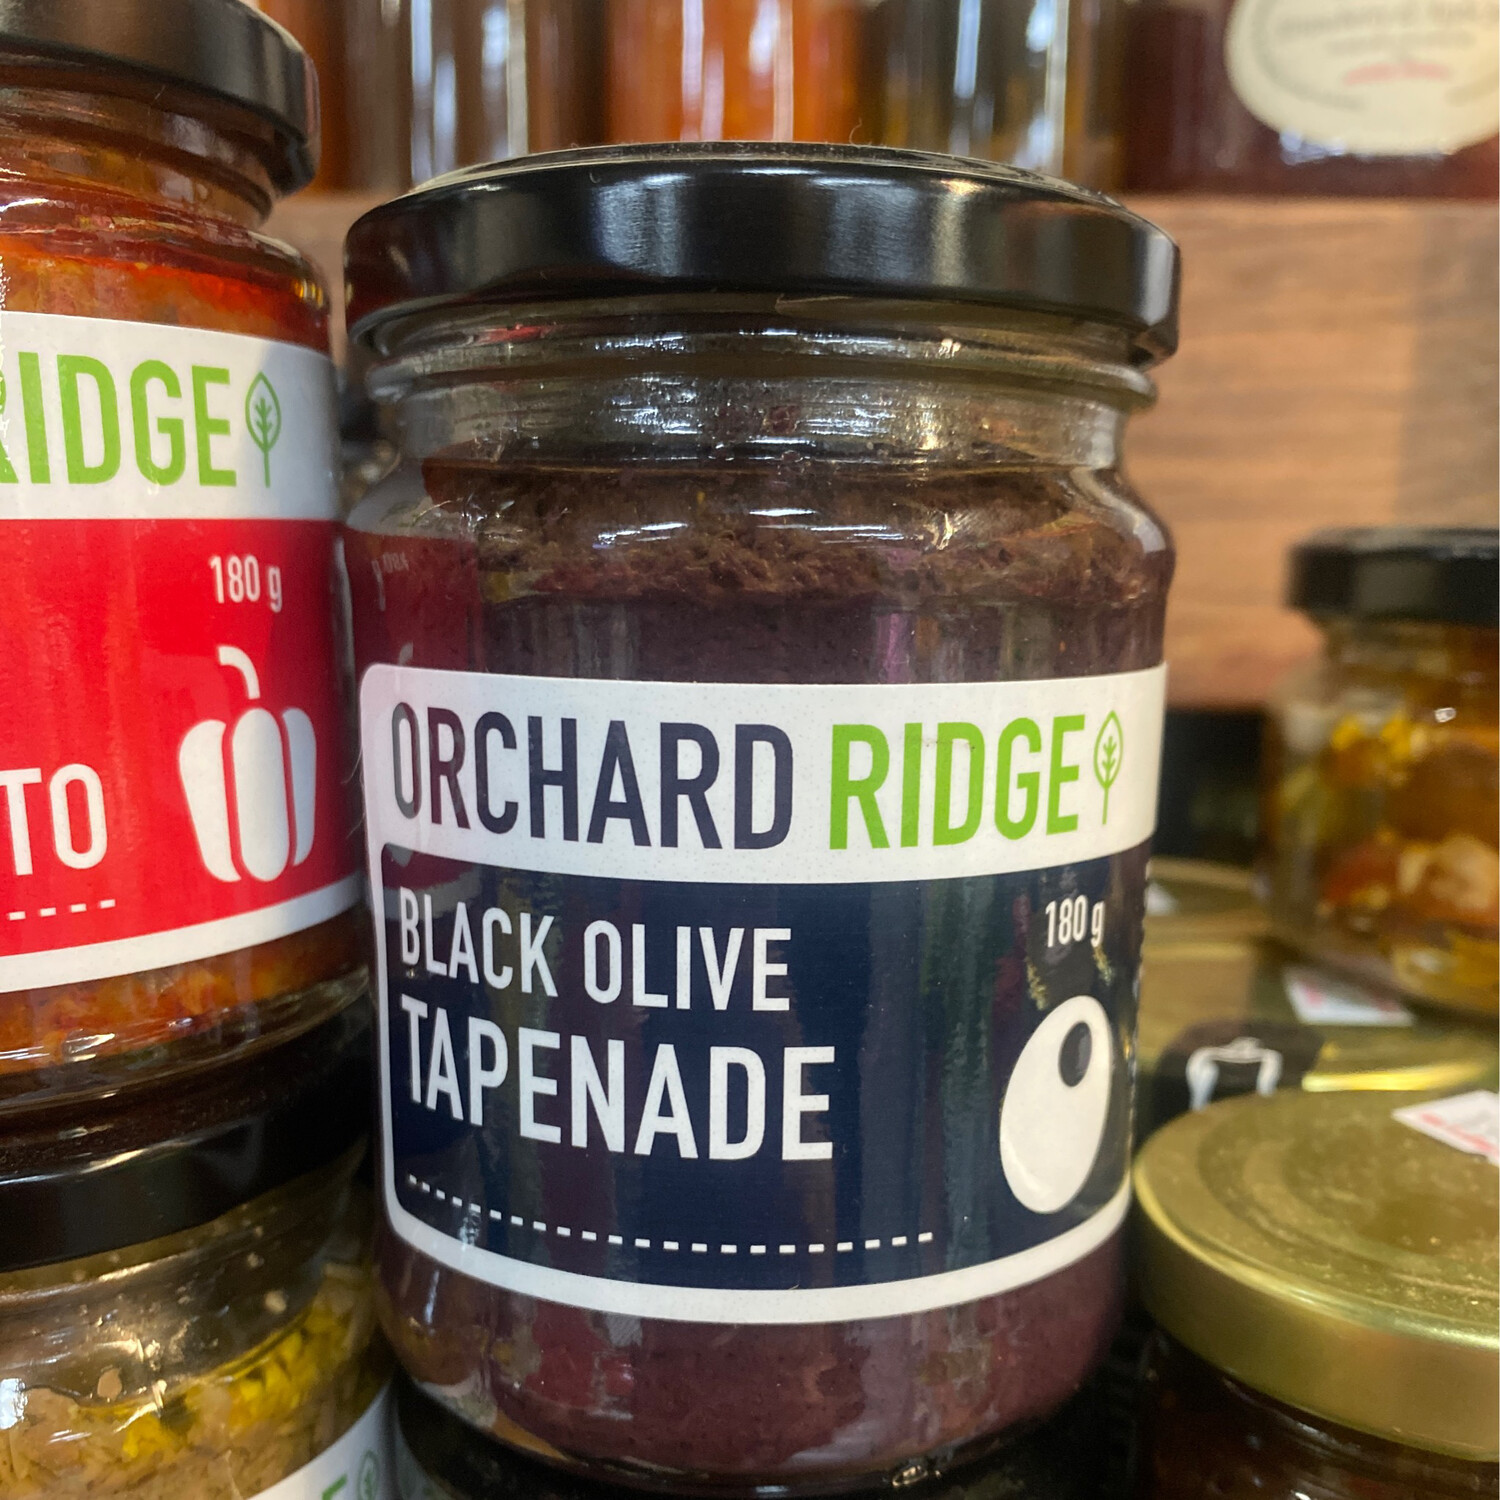 RIDGE
180 g
TO
ORCHARD RIDGE
BLACK OLIVE
180 g
TAPENADE